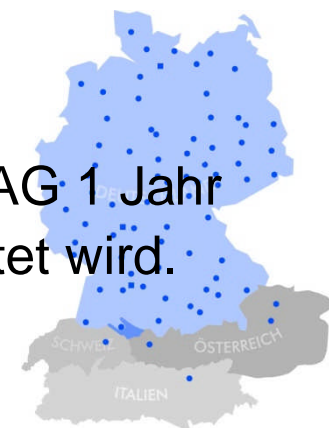 AG 1 Jahr
tet wird.
SCHWEIZ
ÖSTERREICH
ITALIEN